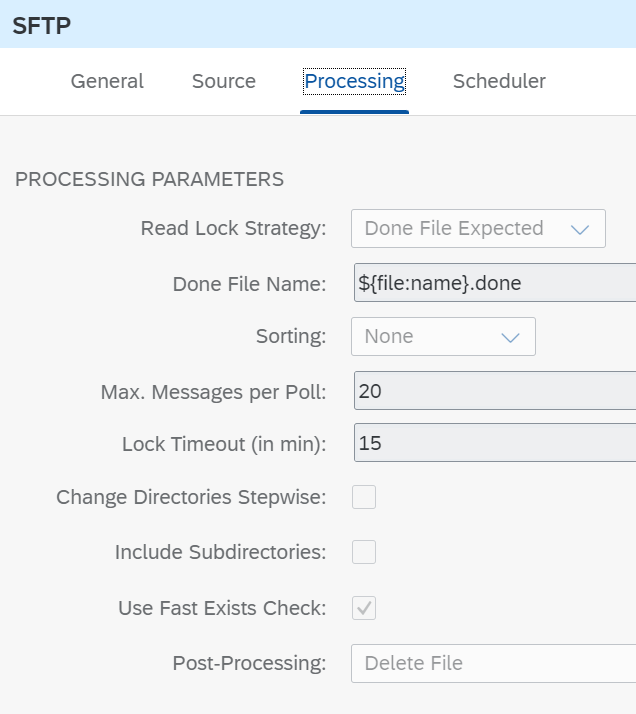 SFTP
General Source Processing Scheduler
PROCESSING PARAMETERS
Read Lock Strategy: Done File Expected
Done File Name: ${file:name}.done
Sorting: None
Max. Messages per Poll: 20
Lock Timeout (in min): 15
Change Directories Stepwise:
Include Subdirectories:
Use Fast Exists Check:
Post-Processing: Delete File